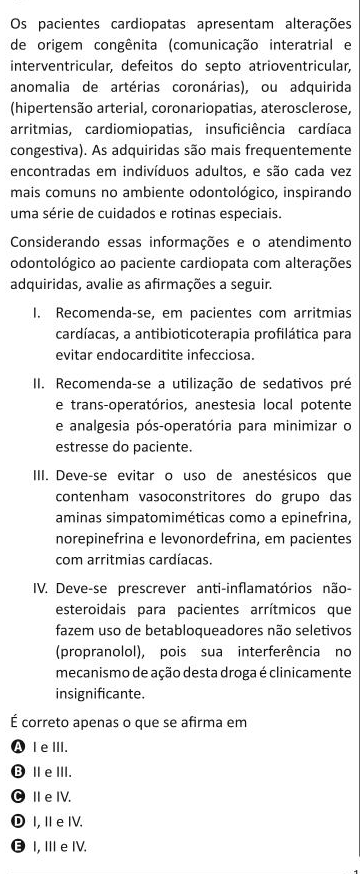 Os pacientes cardiopatas apresentam alterações
de origem congênita (comunicação interatrial e
interventricular, defeitos do septo atrioventricular,
anomalia de artérias coronárias), ou adquirida
(hipertensão arterial, coronariopatias, aterosclerose,
arritmias, cardiomiopatias, insuficiência cardíaca
congestiva). As adquiridas são mais frequentemente
encontradas em indivíduos adultos, e são cada vez
mais comuns no ambiente odontológico, inspirando
uma série de cuidados e rotinas especiais.
Considerando essas informações e o atendimento
odontológico ao paciente cardiopata com alterações
adquiridas, avalie as afirmações a seguir.
I. Recomenda-se, em pacientes com arritmias
cardíacas, a antibioticoterapia profilática para
evitar endocarditite infecciosa.
II. Recomenda-se a utilização de sedativos pré
e trans-operatórios, anestesia local potente
e analgesia pós-operatória para minimizar o
estresse do paciente.
III. Deve-se evitar o uso de anestésicos que
contenham vasoconstritores do grupo das
aminas simpatomiméticas como a epinefrina,
norepinefrina e levonordefrina, em pacientes
com arritmias cardíacas.
IV. Deve-se prescrever anti-inflamatórios não-
esteroidais para pacientes arrítmicos que
fazem uso de betabloqueadores não seletivos
(propranolol), pois sua interferência no
mecanismo de ação desta droga é clinicamente
insignificante.
É correto apenas o que se afirma em
A I e III.
B II e III.
C II e IV.
D I, II e IV.
E I, III e IV.